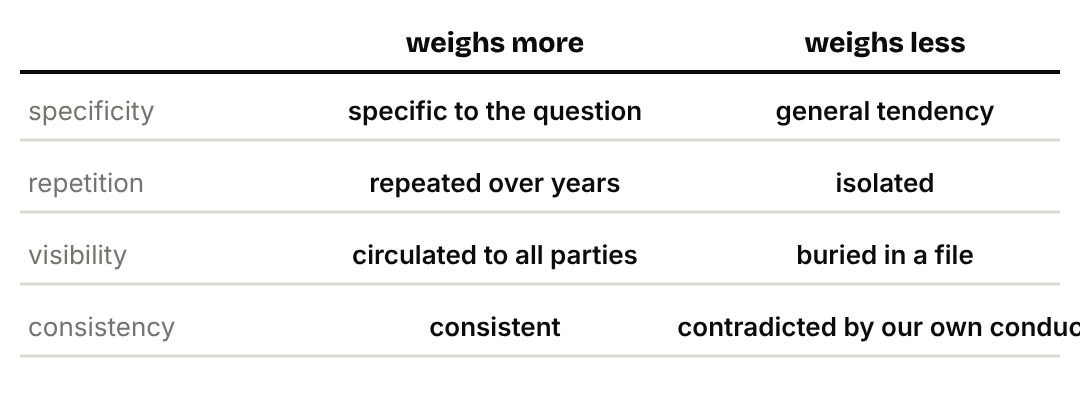 weighs more weighs less
specificity specific to the question general tendency
repetition repeated over years isolated
visibility circulated to all parties buried in a file
consistency consistent contradicted by our own